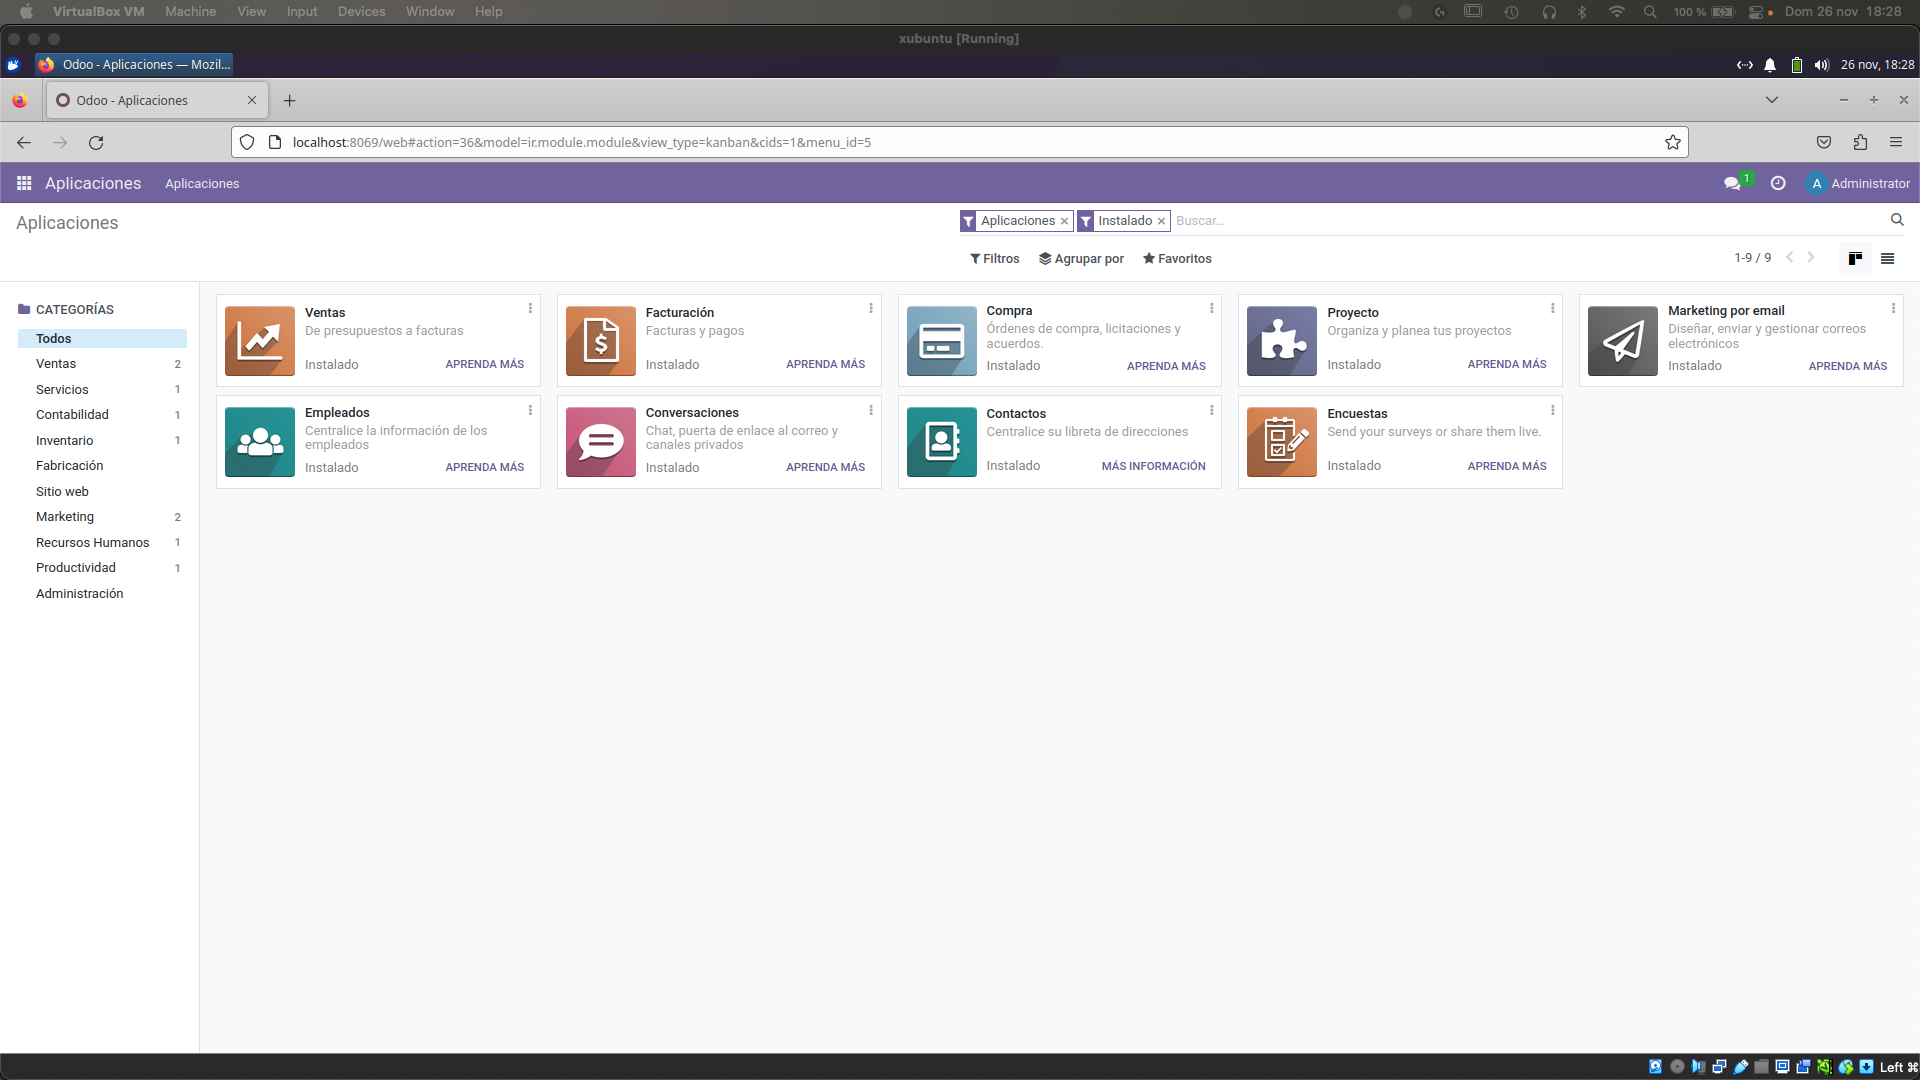 VirtualBox VM Machine View Input Devices Window Help 100 % Dom 26 nov 18:28
xubuntu [Running]
Odoo - Aplicaciones — Mozil... 26 nov, 18:28
Odoo - Aplicaciones
localhost:8069/web#action=36&model=ir.module.module&view_type=kanban&cids=1&menu_id=5
Aplicaciones Aplicaciones 1 A Administrator
Aplicaciones Aplicaciones × Instalado × Buscar...
Filtros Agrupar por Favoritos 1-9 / 9
CATEGORÍAS
Todos
Ventas 2
Servicios 1
Contabilidad 1
Inventario 1
Fabricación
Sitio web
Marketing 2
Recursos Humanos 1
Productividad 1
Administración
Ventas
De presupuestos a facturas
Instalado APRENDA MÁS
Facturación
Facturas y pagos
Instalado APRENDA MÁS
Compra
Órdenes de compra, licitaciones y
acuerdos.
Instalado APRENDA MÁS
Proyecto
Organiza y planea tus proyectos
Instalado APRENDA MÁS
Marketing por email
Diseñar, enviar y gestionar correos
electrónicos
Instalado APRENDA MÁS
Empleados
Centralice la información de los
empleados
Instalado APRENDA MÁS
Conversaciones
Chat, puerta de enlace al correo y
canales privados
Instalado APRENDA MÁS
Contactos
Centralice su libreta de direcciones
Instalado MÁS INFORMACIÓN
Encuestas
Send your surveys or share them live.
Instalado APRENDA MÁS
Left ⌘